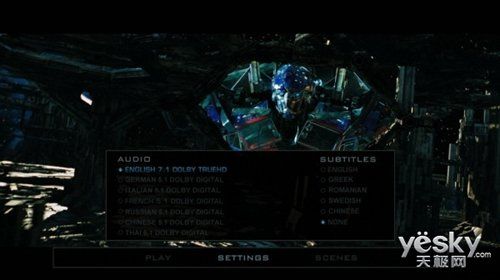 AUDIO
ENGLISH 7.1 DOLBY TRUEHD
GERMAN 5.1 DOLBY DIGITAL
ITALIAN 5.1 DOLBY DIGITAL
FRENCH 5.1 DOLBY DIGITAL
RUSSIAN 5.1 DOLBY DIGITAL
CHINESE 5.1 DOLBY DIGITAL
THAI 5.1 DOLBY DIGITAL
SUBTITLES
ENGLISH
GREEK
ROMANIAN
SWEDISH
CHINESE
NONE
PLAY
SETTINGS
SCENES
yesky.com
天极网